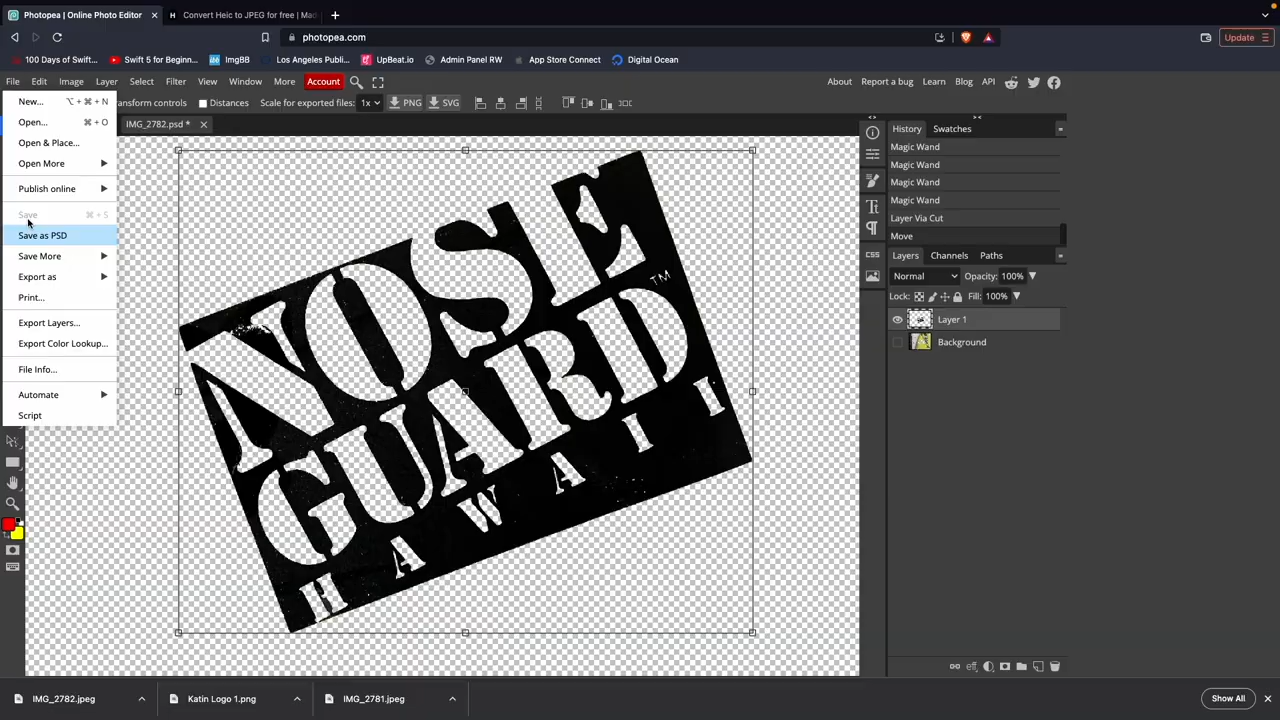 Photopea | Online Photo Editor
Convert Heic to JPEG for free | Mad
photopea.com
Update
100 Days of Swift...
Swift 5 for Beginn...
ImgBB
Los Angeles Publi...
UpBeat.io
Admin Panel RW
App Store Connect
Digital Ocean
File Edit Image Layer Select Filter View Window More Account
About Report a bug Learn Blog API
ransform controls Distances Scale for exported files: 1x PNG SVG
IMG_2782.psd *
New... ⌥ + ⌘ + N
Open... ⌘ + O
Open & Place...
Open More
Publish online
Save ⌘ + S
Save as PSD
Save More
Export as
Print...
Export Layers...
Export Color Lookup...
File Info...
Automate
Script
NOSE
GUARD™
HAWAII
History Swatches
Magic Wand
Magic Wand
Magic Wand
Magic Wand
Layer Via Cut
Move
Layers Channels Paths
Normal Opacity: 100%
Lock: Fill: 100%
Layer 1
Background
CSS
eff
IMG_2782.jpeg
Katin Logo 1.png
IMG_2781.jpeg
Show All